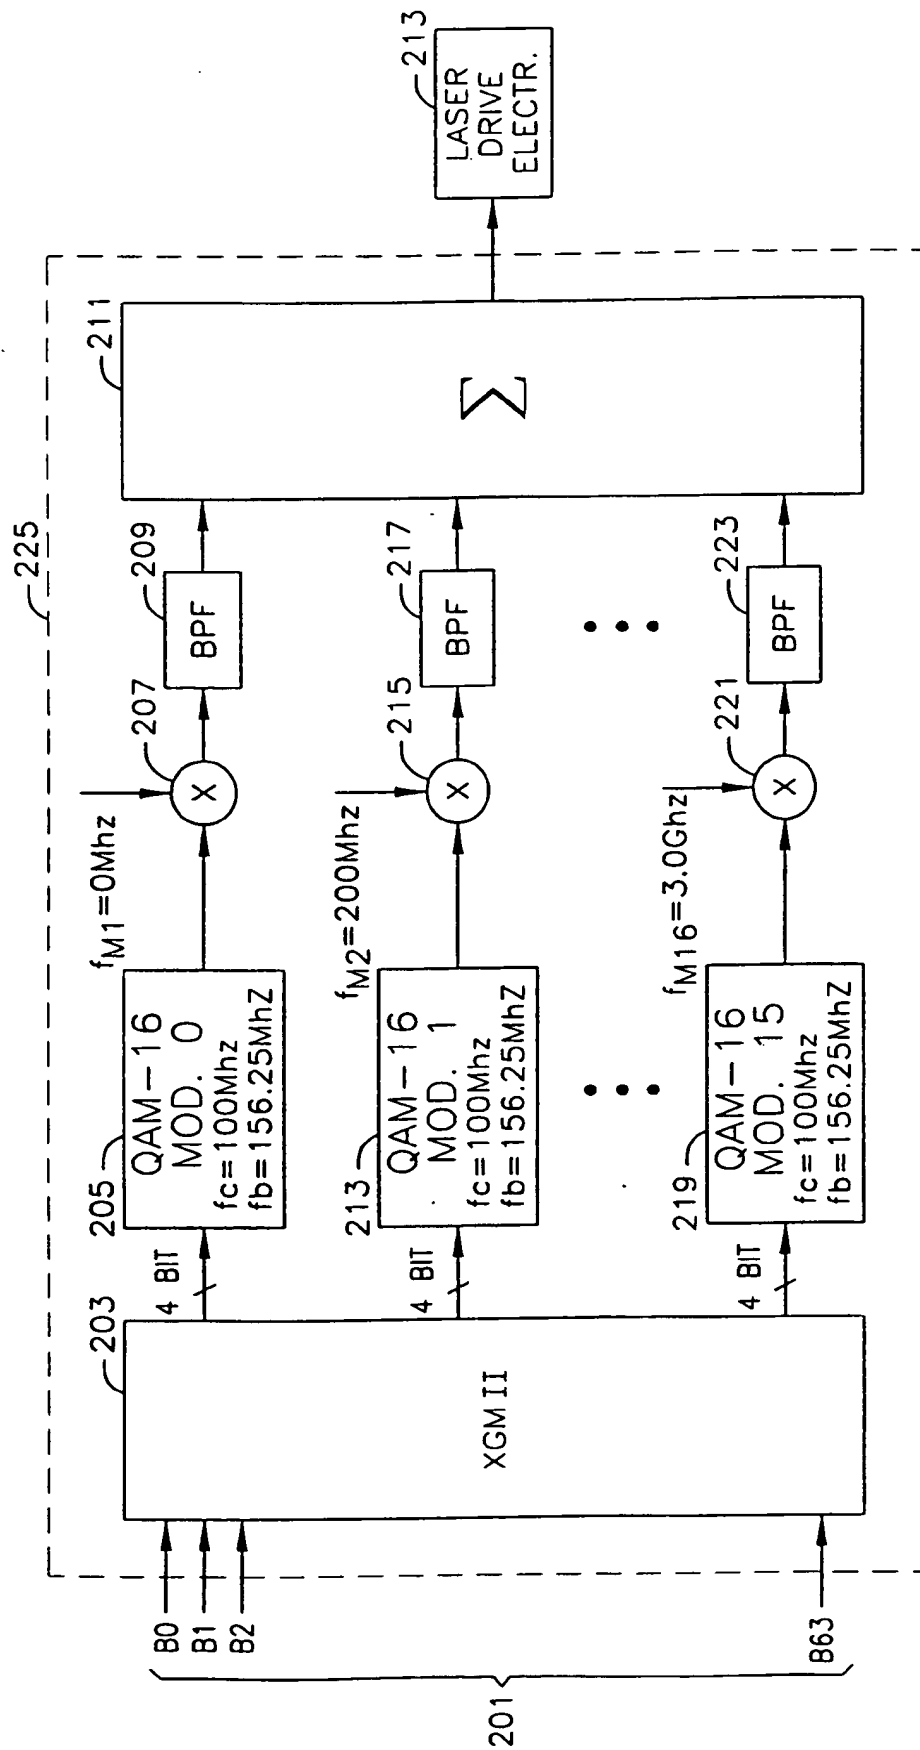 225
201
B0
B1
B2
B63
203
XGM II
4 BIT
4 BIT
4 BIT
205
QAM-16
MOD. 0
fc=100Mhz
fb=156.25MhZ
213
QAM-16
MOD. 1
fc=100Mhz
fb=156.25MhZ
219
QAM-16
MOD. 15
fc=100Mhz
fb=156.25MhZ
fM1=0Mhz
207
X
fM2=200Mhz
215
X
fM16=3.0Ghz
221
X
209
BPF
217
BPF
223
BPF
211
Σ
213
LASER
DRIVE
ELECTR.